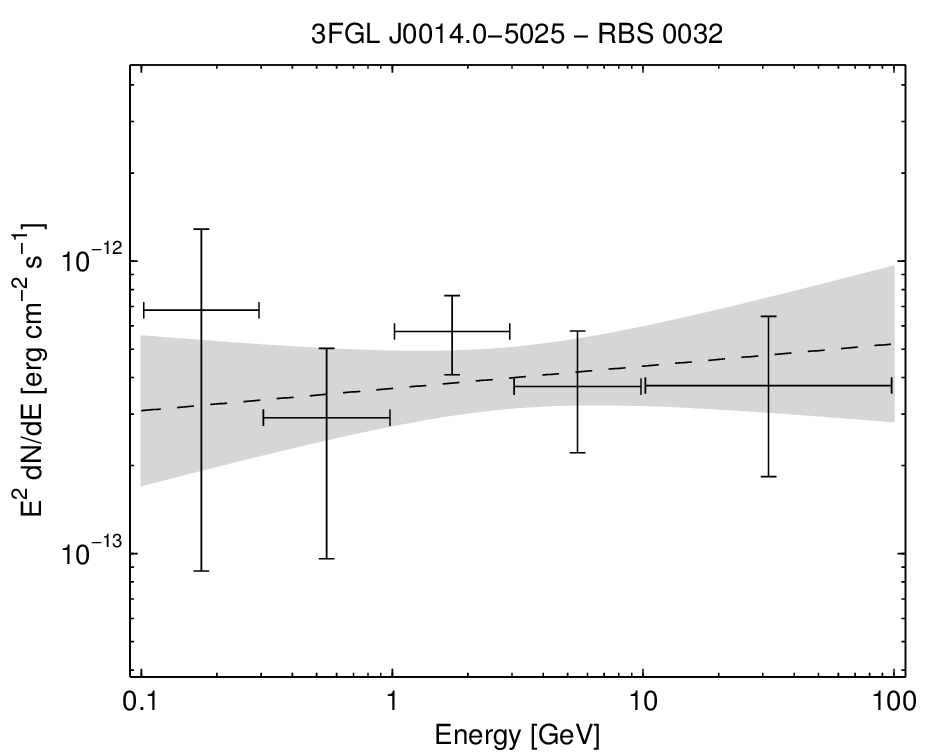 3FGL J0014.0−5025 − RBS 0032
E² dN/dE [erg cm⁻² s⁻¹]
10⁻¹²
10⁻¹³
0.1 1 10 100
Energy [GeV]